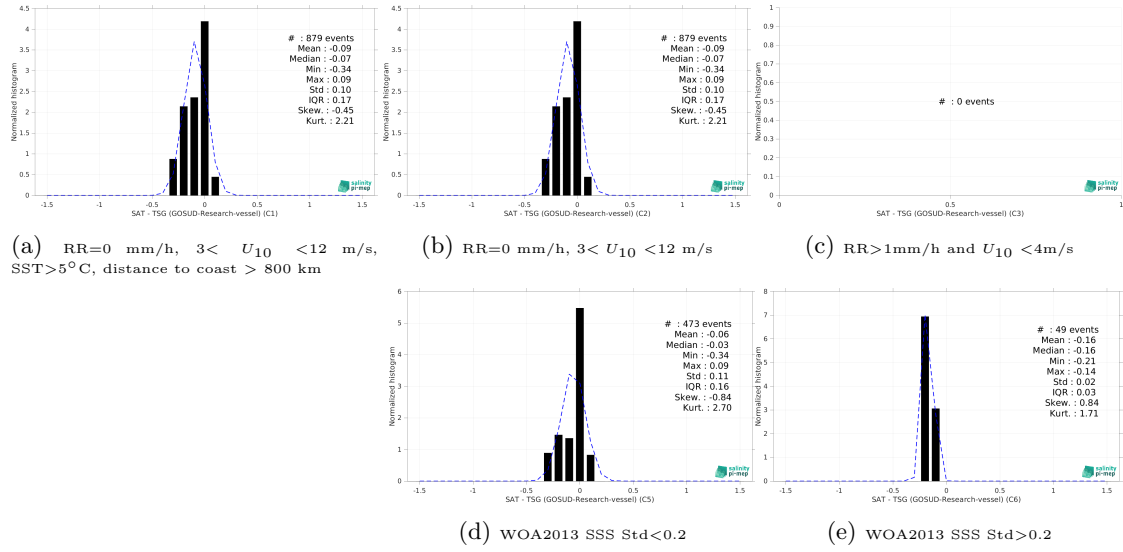 4.5
4
3.5
3
2.5
2
1.5
1
0.5
0
Normalized histogram
# : 879 events
Mean : -0.09
Median : -0.07
Min : -0.34
Max : 0.09
Std : 0.10
IQR : 0.17
Skew. : -0.45
Kurt. : 2.21
salinity
pi-mep
-1.5 -1 -0.5 0 0.5 1 1.5
SAT - TSG (GOSUD-Research-vessel) (C1)
(a) RR=0 mm/h, 3< U10 <12 m/s,
SST>5°C, distance to coast > 800 km
4.5
4
3.5
3
2.5
2
1.5
1
0.5
0
Normalized histogram
# : 879 events
Mean : -0.09
Median : -0.07
Min : -0.34
Max : 0.09
Std : 0.10
IQR : 0.17
Skew. : -0.45
Kurt. : 2.21
salinity
pi-mep
-1.5 -1 -0.5 0 0.5 1 1.5
SAT - TSG (GOSUD-Research-vessel) (C2)
(b) RR=0 mm/h, 3< U10 <12 m/s
1
0.9
0.8
0.7
0.6
0.5
0.4
0.3
0.2
0.1
0
Normalized histogram
# : 0 events
salinity
pi-mep
0 0.5 1
SAT - TSG (GOSUD-Research-vessel) (C3)
(c) RR>1mm/h and U10 <4m/s
6
5
4
3
2
1
0
Normalized histogram
# : 473 events
Mean : -0.06
Median : -0.03
Min : -0.34
Max : 0.09
Std : 0.11
IQR : 0.16
Skew. : -0.84
Kurt. : 2.70
salinity
pi-mep
-1.5 -1 -0.5 0 0.5 1 1.5
SAT - TSG (GOSUD-Research-vessel) (C5)
(d) WOA2013 SSS Std<0.2
8
7
6
5
4
3
2
1
0
Normalized histogram
# : 49 events
Mean : -0.16
Median : -0.16
Min : -0.21
Max : -0.14
Std : 0.02
IQR : 0.03
Skew. : 0.84
Kurt. : 1.71
salinity
pi-mep
-1.5 -1 -0.5 0 0.5 1 1.5
SAT - TSG (GOSUD-Research-vessel) (C6)
(e) WOA2013 SSS Std>0.2